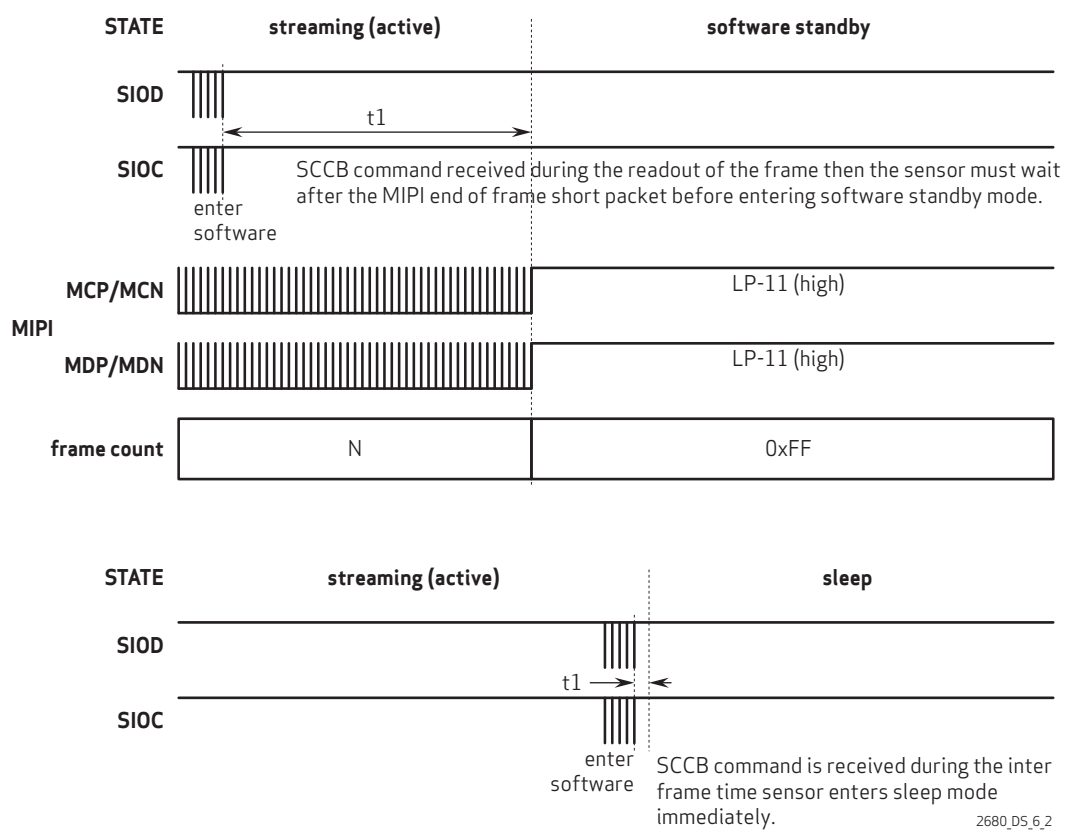 STATE streaming (active) software standby
SIOD
t1
SIOC
SCCB command received during the readout of the frame then the sensor must wait
after the MIPI end of frame short packet before entering software standby mode.
enter
software
MCP/MCN LP-11 (high)
MIPI
MDP/MDN LP-11 (high)
frame count N 0xFF
STATE streaming (active) sleep
SIOD
t1
SIOC
enter
software
SCCB command is received during the inter
frame time sensor enters sleep mode
immediately.
2680_DS_6_2